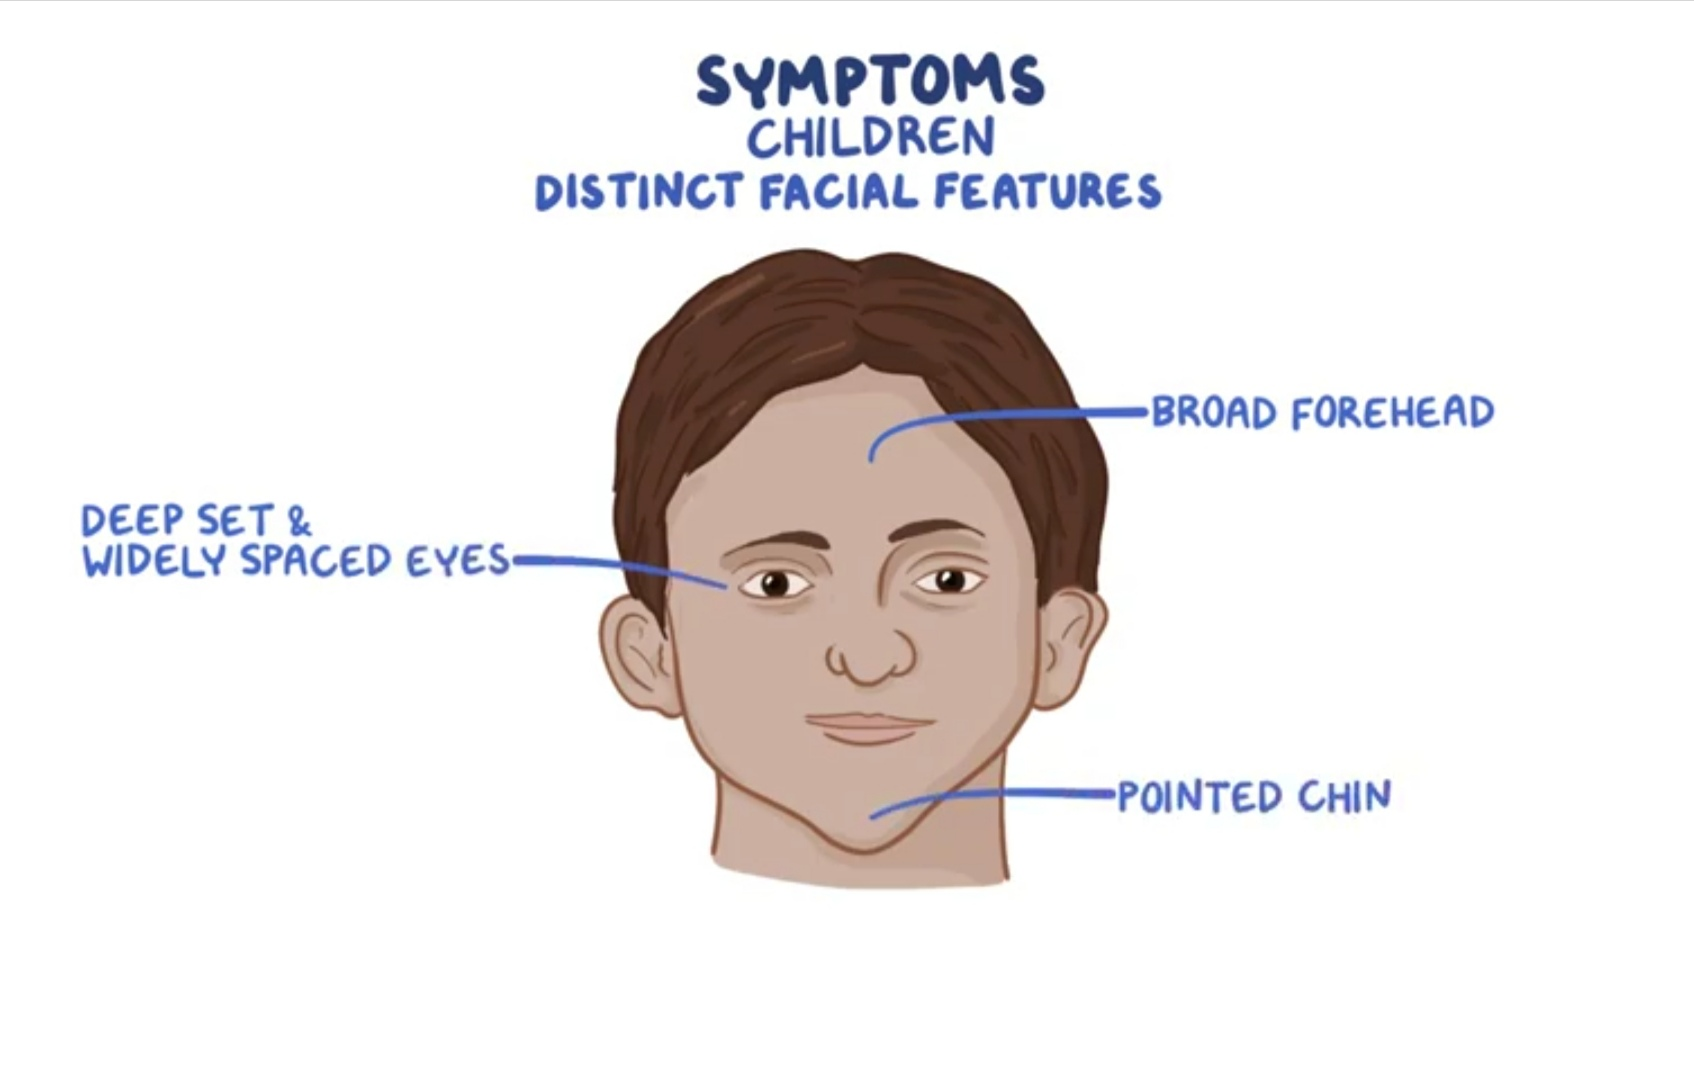 SYMPTOMS
CHILDREN
DISTINCT FACIAL FEATURES
BROAD FOREHEAD
DEEP SET &
WIDELY SPACED EYES
POINTED CHIN